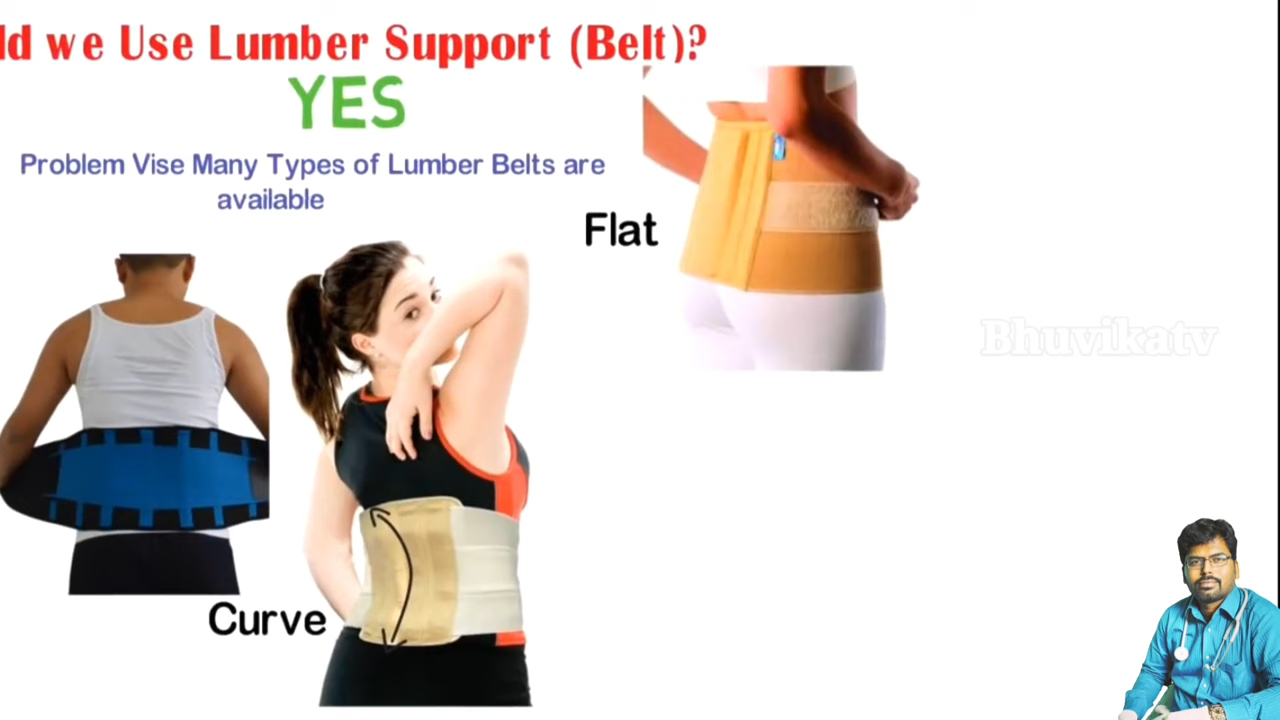 ld we Use Lumber Support (Belt)?
YES
Problem Vise Many Types of Lumber Belts are
available
Flat
Bhuvikatv
Curve